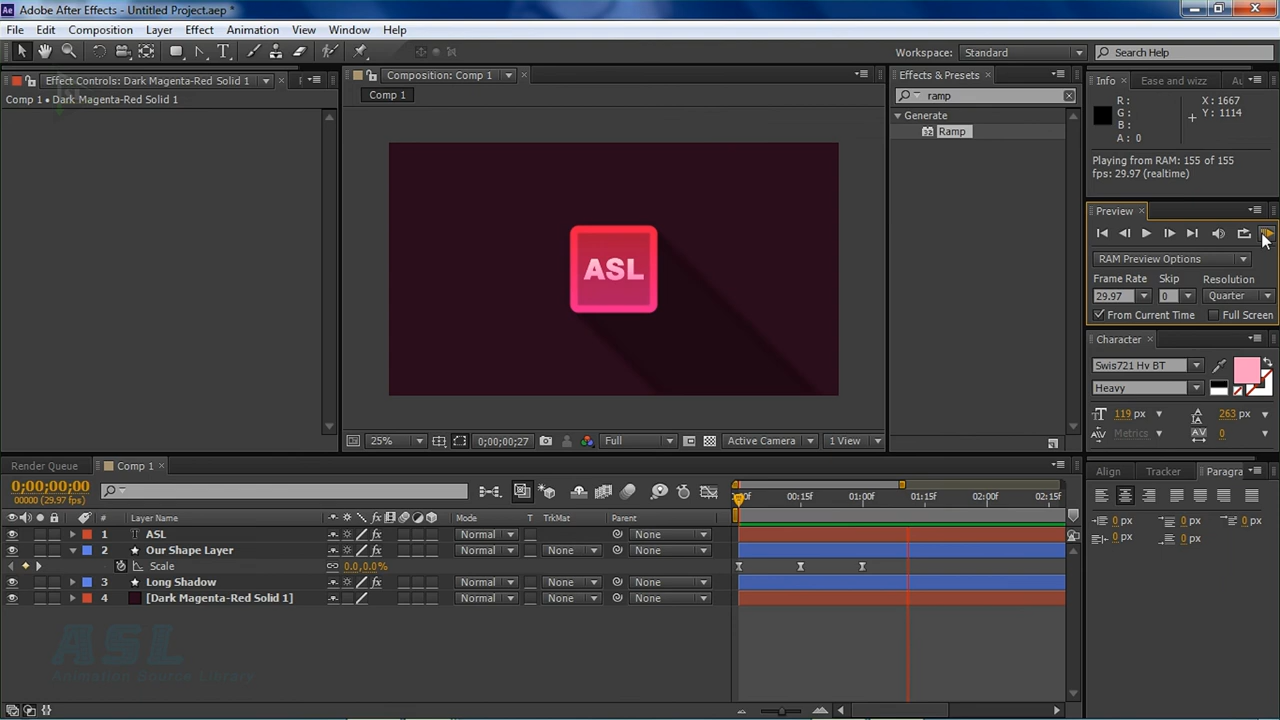 Adobe After Effects - Untitled Project.aep *
File Edit Composition Layer Effect Animation View Window Help
Workspace: Standard Search Help
Effect Controls: Dark Magenta-Red Solid 1
Composition: Comp 1
Effects & Presets
Info Ease and wizz Au
Comp 1 • Dark Magenta-Red Solid 1
Comp 1
ramp
Generate
Ramp
R :
G :
B :
A : 0
X : 1667
Y : 1114
Playing from RAM: 155 of 155
fps: 29.97 (realtime)
Preview
RAM Preview Options
Frame Rate Skip Resolution
29.97 0 Quarter
From Current Time Full Screen
Character
Swis721 Hv BT
Heavy
119 px 263 px
Metrics 0
ASL
25% 0;00;00;27 Full Active Camera 1 View
Render Queue Comp 1
Align Tracker Paragra
0;00;00;00
00000 (29.97 fps)
00f 00:15f 01:00f 01:15f 02:00f 02:15f
# Layer Name Mode T TrkMat Parent
1 T ASL Normal None
2 Our Shape Layer Normal None None
Scale 0.0,0.0%
3 Long Shadow Normal None None
4 [Dark Magenta-Red Solid 1] Normal None None
0 px 0 px 0 px
0 px 0 px
ASL
Animation Source Library